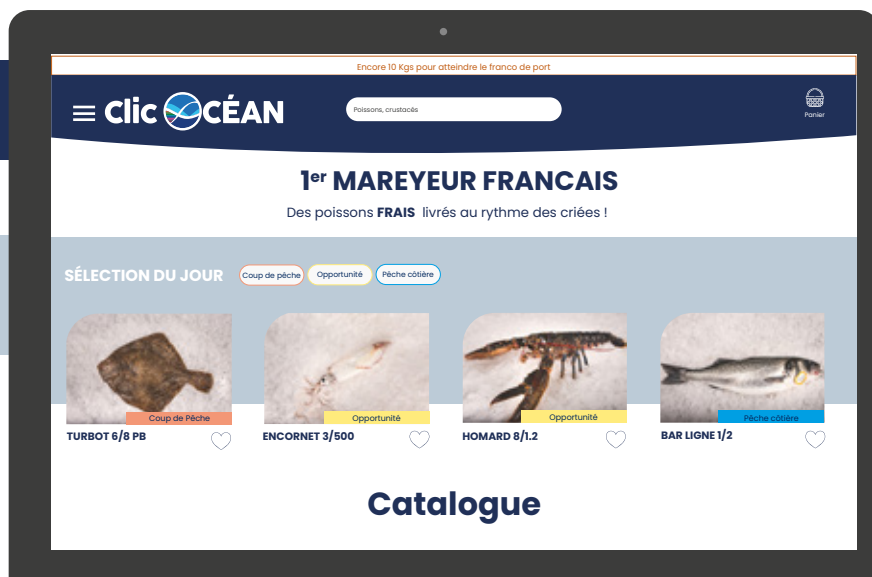 Encore 10 Kgs pour atteindre le franco de port
Clic OCÉAN
Poissons, crustacés
Panier
1er MAREYEUR FRANCAIS
Des poissons FRAIS livrés au rythme des criées !
SÉLECTION DU JOUR
Coup de pêche
Opportunité
Pêche côtière
Coup de Pêche
Opportunité
Opportunité
Pêche côtière
TURBOT 6/8 PB
ENCORNET 3/500
HOMARD 8/1.2
BAR LIGNE 1/2
Catalogue